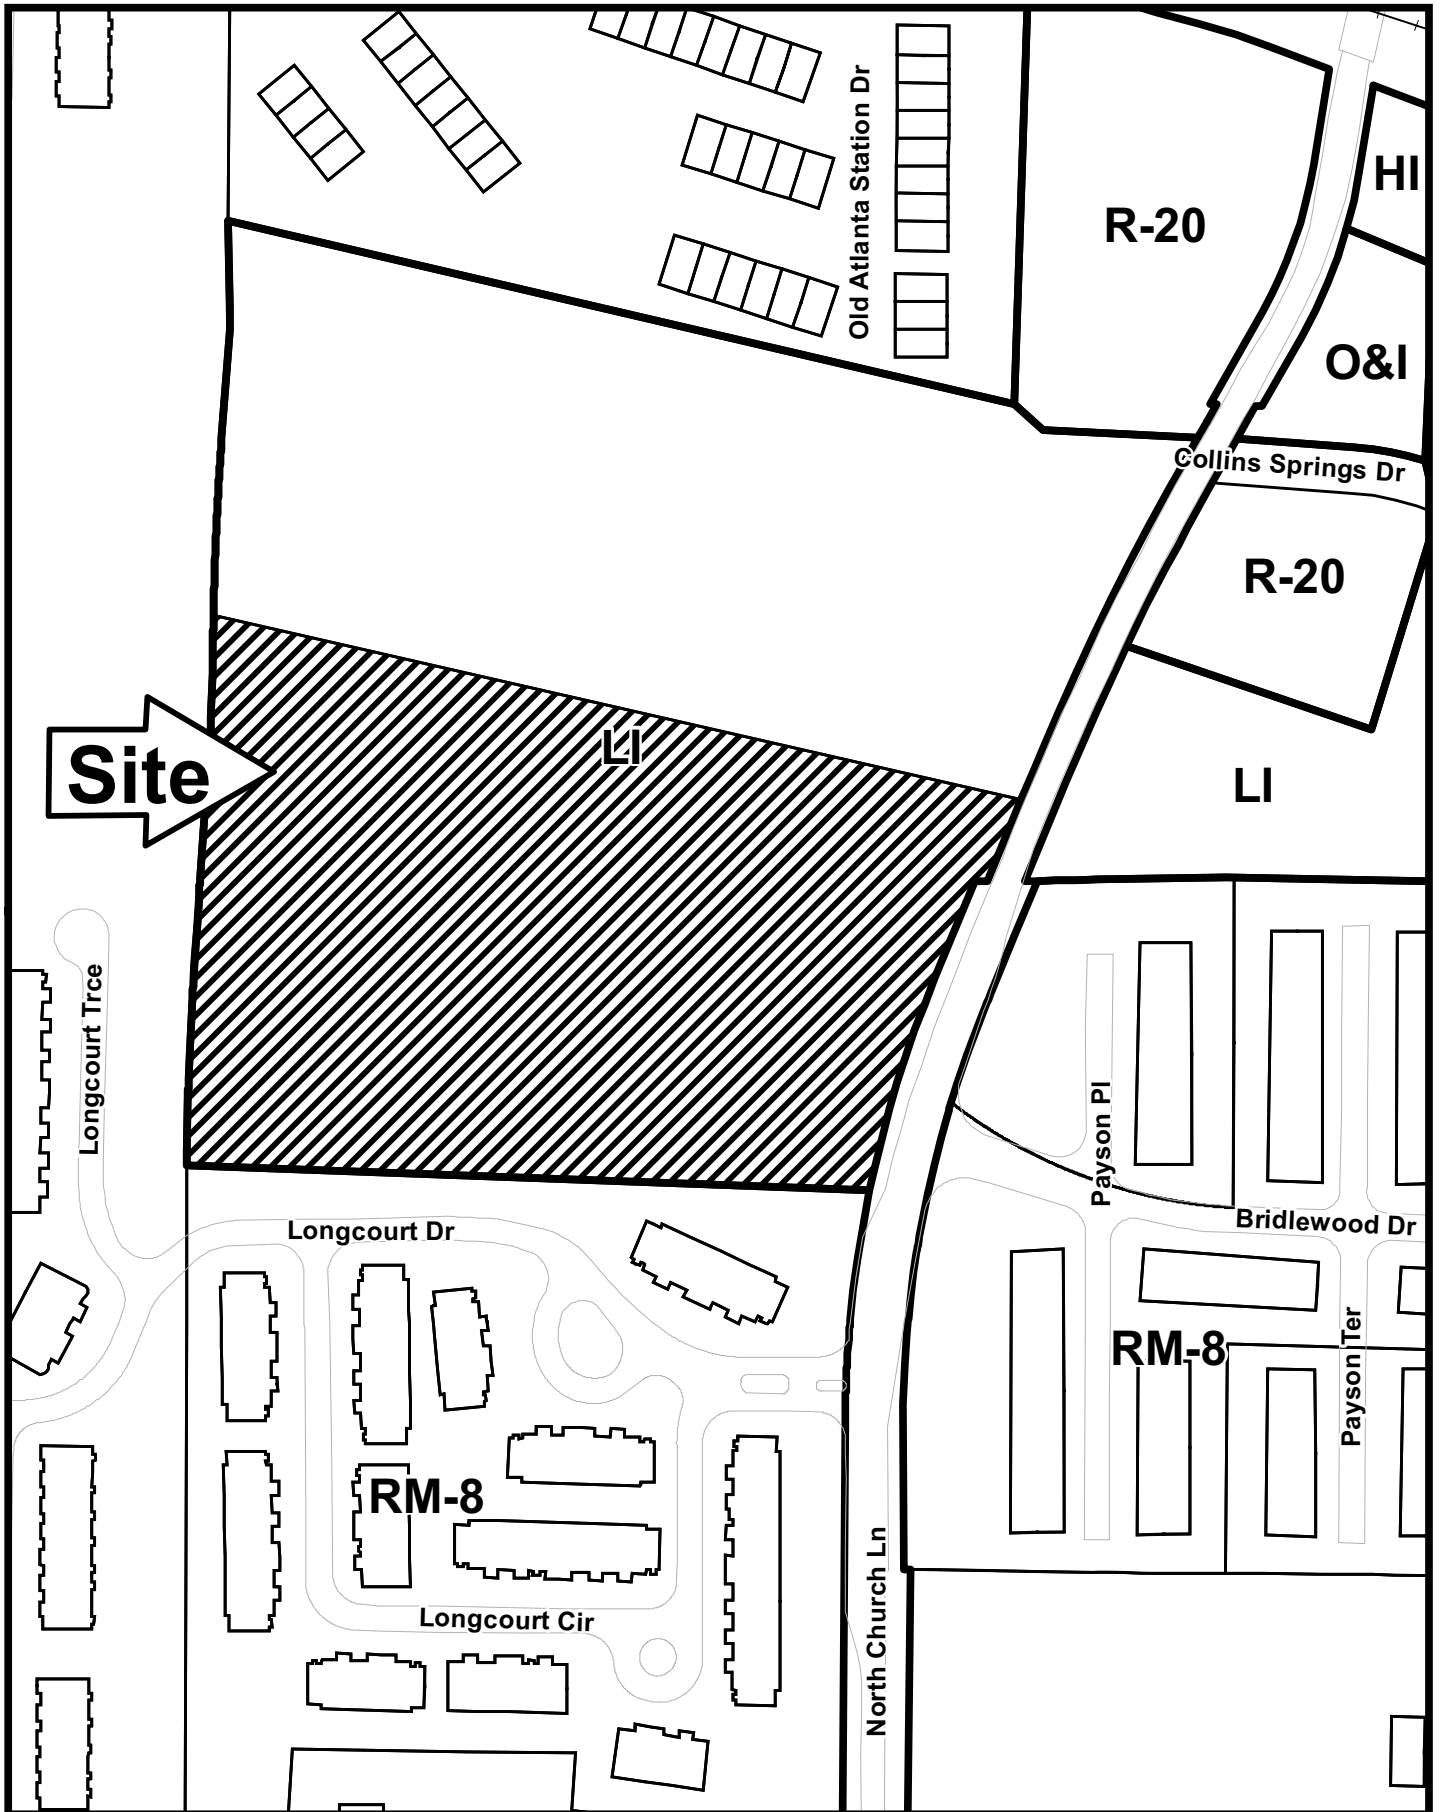 Old Atlanta Station Dr
R-20
HI
O&I
Collins Springs Dr
R-20
LI
Site
LI
Longcourt Trce
Payson Pl
Bridlewood Dr
Longcourt Dr
RM-8
Payson Ter
RM-8
Longcourt Cir
North Church Ln